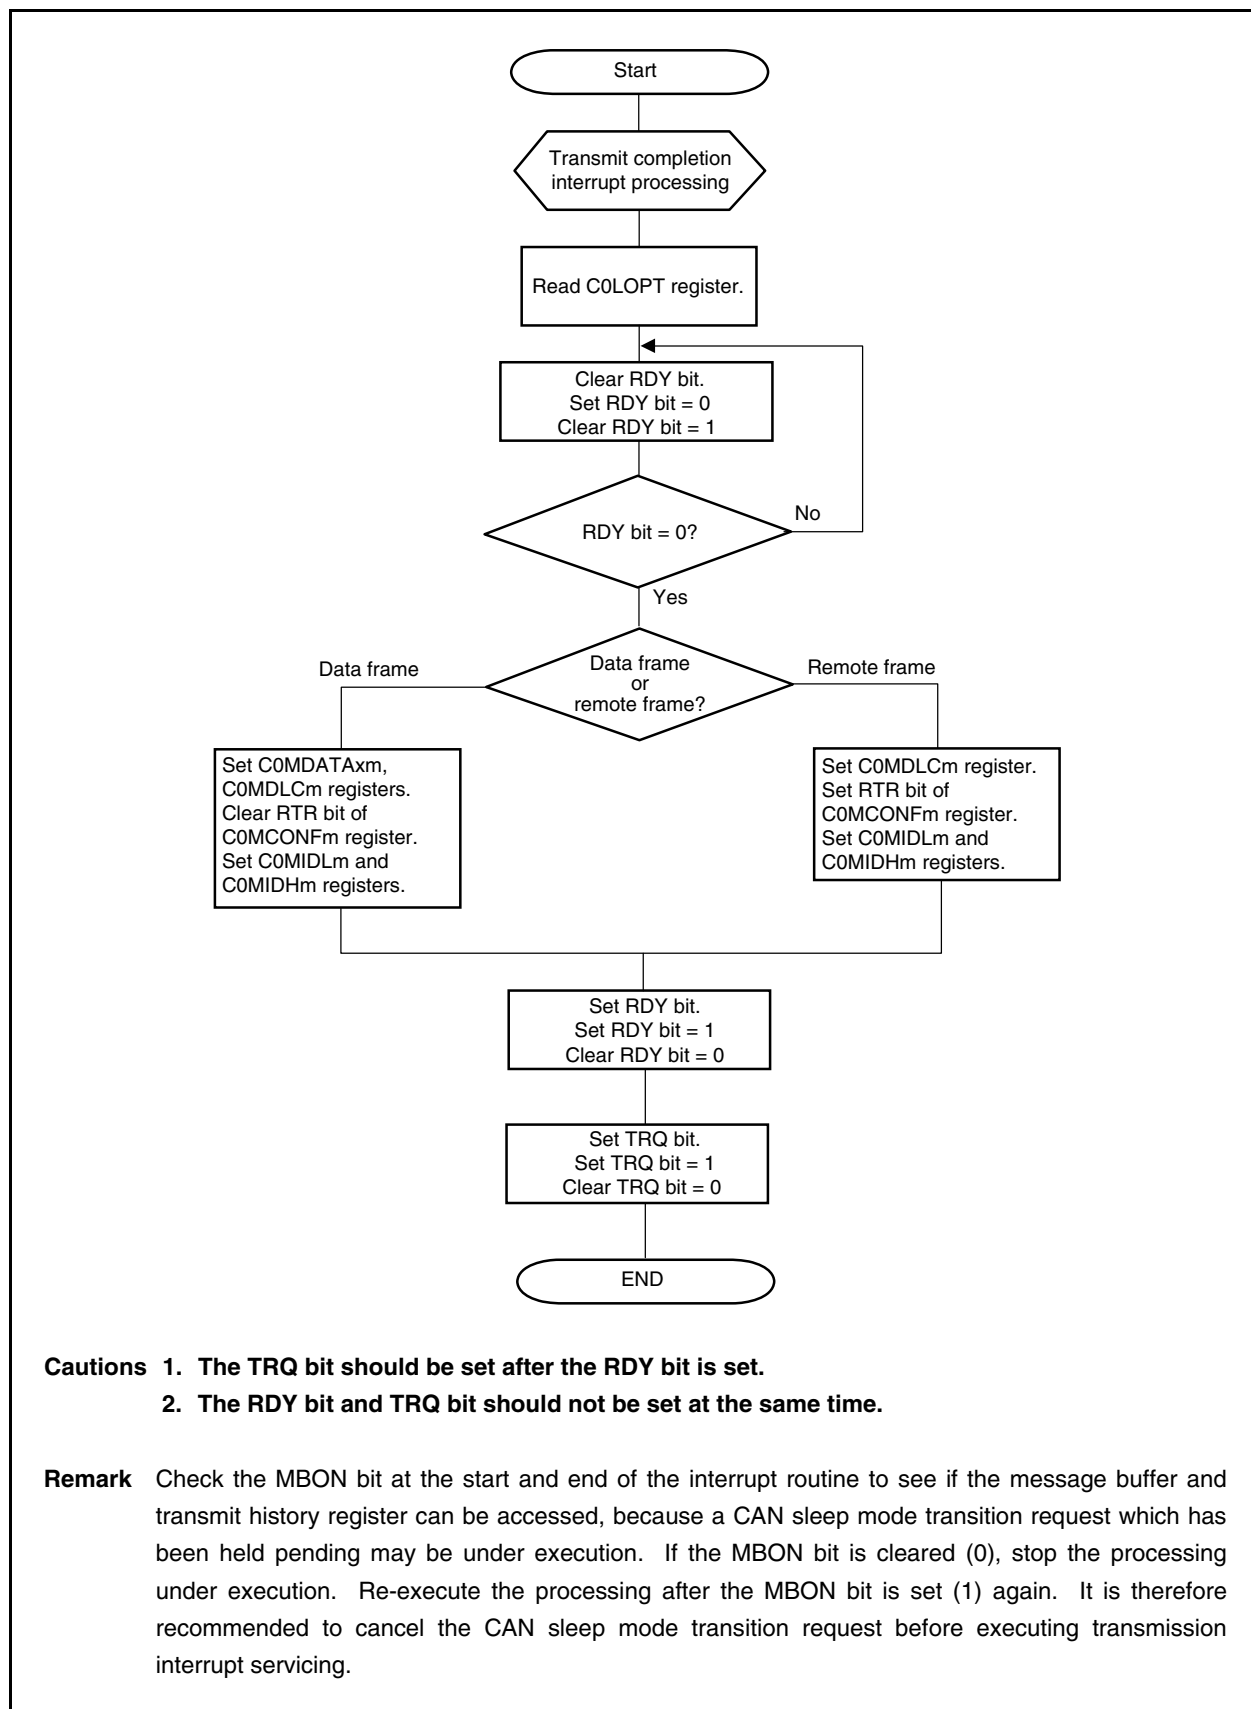 Start
Transmit completion
interrupt processing
Read C0LOPT register.
Clear RDY bit.
Set RDY bit = 0
Clear RDY bit = 1
RDY bit = 0?
No
Yes
Data frame
or
remote frame?
Data frame
Remote frame
Set C0MDATAxm,
C0MDLCm registers.
Clear RTR bit of
C0MCONFm register.
Set C0MIDLm and
C0MIDHm registers.
Set C0MDLCm register.
Set RTR bit of
C0MCONFm register.
Set C0MIDLm and
C0MIDHm registers.
Set RDY bit.
Set RDY bit = 1
Clear RDY bit = 0
Set TRQ bit.
Set TRQ bit = 1
Clear TRQ bit = 0
END
Cautions 1. The TRQ bit should be set after the RDY bit is set.
2. The RDY bit and TRQ bit should not be set at the same time.
Remark Check the MBON bit at the start and end of the interrupt routine to see if the message buffer and
transmit history register can be accessed, because a CAN sleep mode transition request which has
been held pending may be under execution. If the MBON bit is cleared (0), stop the processing
under execution. Re-execute the processing after the MBON bit is set (1) again. It is therefore
recommended to cancel the CAN sleep mode transition request before executing transmission
interrupt servicing.